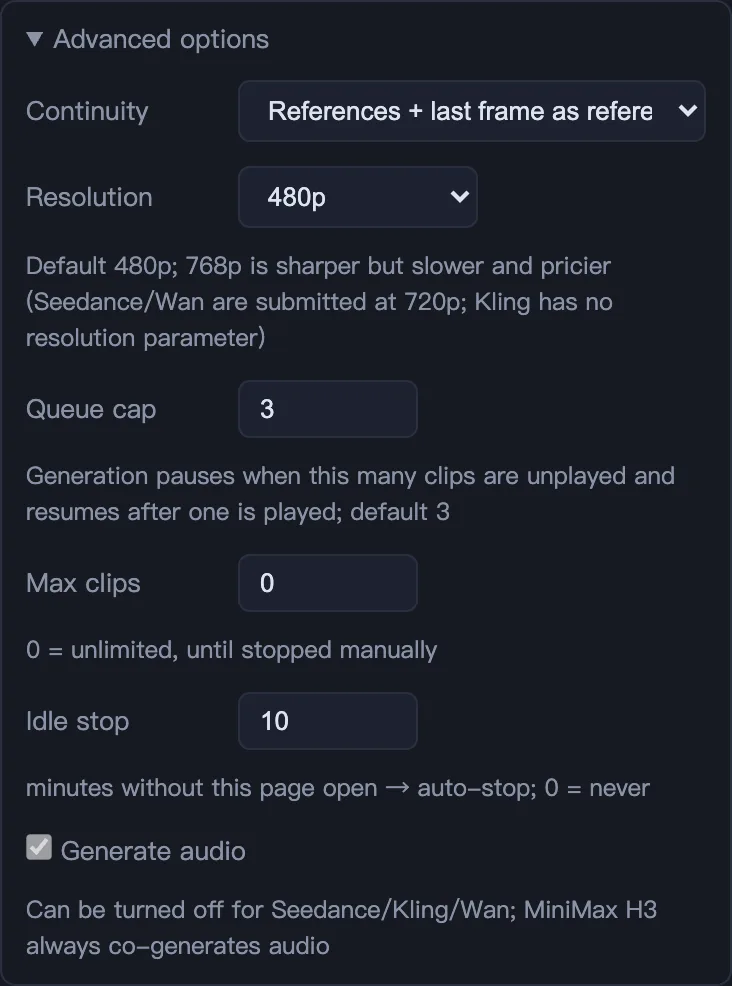 ▼ Advanced options
Continuity References + last frame as refere
Resolution 480p
Default 480p; 768p is sharper but slower and pricier
(Seedance/Wan are submitted at 720p; Kling has no
resolution parameter)
Queue cap 3
Generation pauses when this many clips are unplayed and
resumes after one is played; default 3
Max clips 0
0 = unlimited, until stopped manually
Idle stop 10
minutes without this page open → auto-stop; 0 = never
Generate audio
Can be turned off for Seedance/Kling/Wan; MiniMax H3
always co-generates audio